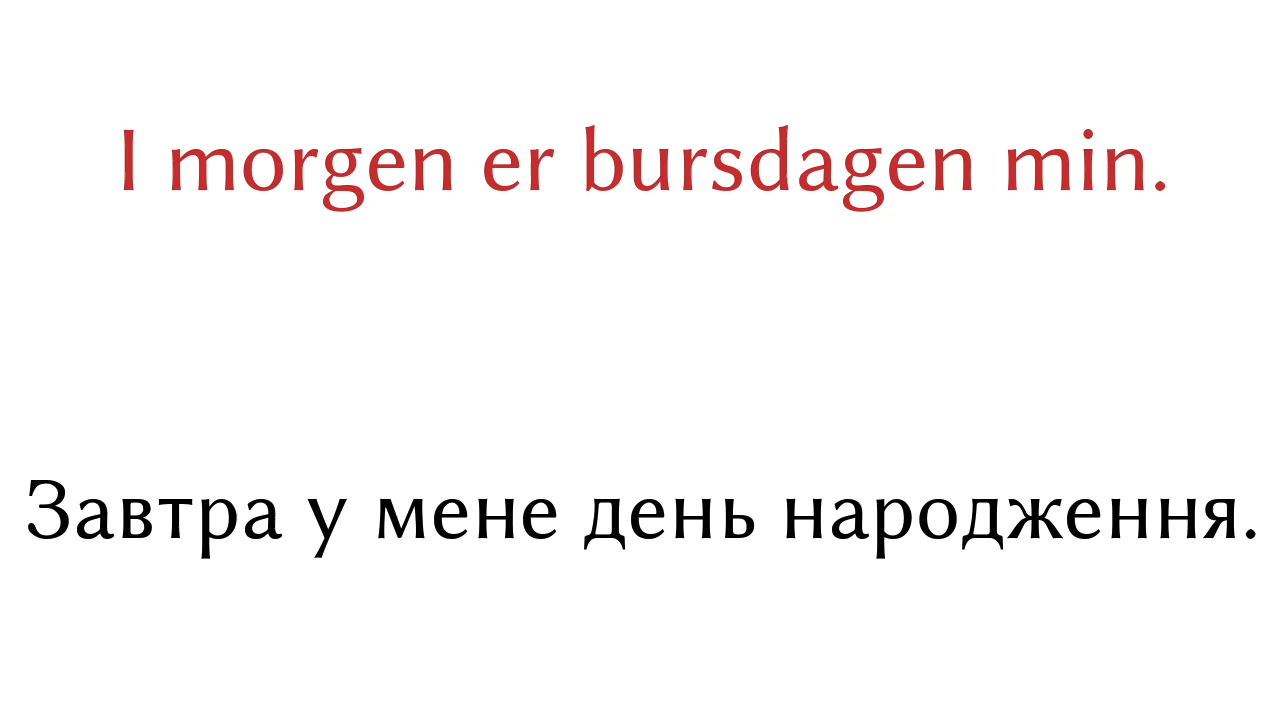 I morgen er bursdagen min.
Завтра у мене день народження.